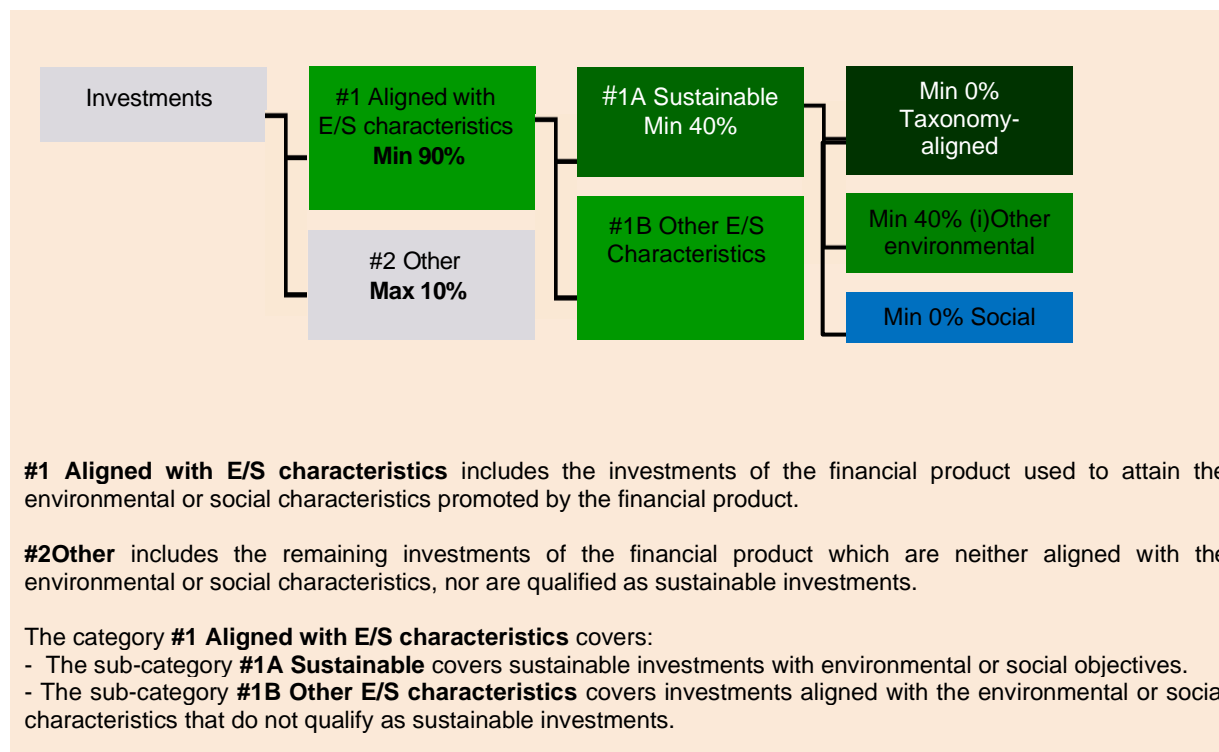 Investments
#1 Aligned with
E/S characteristics
Min 90%
#2 Other
Max 10%
#1A Sustainable
Min 40%
#1B Other E/S
Characteristics
Min 0%
Taxonomy-
aligned
Min 40% (i)Other
environmental
Min 0% Social
#1 Aligned with E/S characteristics includes the investments of the financial product used to attain the
environmental or social characteristics promoted by the financial product.
#2Other includes the remaining investments of the financial product which are neither aligned with the
environmental or social characteristics, nor are qualified as sustainable investments.
The category #1 Aligned with E/S characteristics covers:
- The sub-category #1A Sustainable covers sustainable investments with environmental or social objectives.
- The sub-category #1B Other E/S characteristics covers investments aligned with the environmental or social
characteristics that do not qualify as sustainable investments.